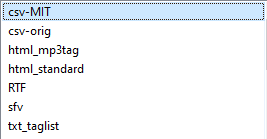 csv-MIT
csv-orig
html_mp3tag
html_standard
RTF
sfv
txt_taglist